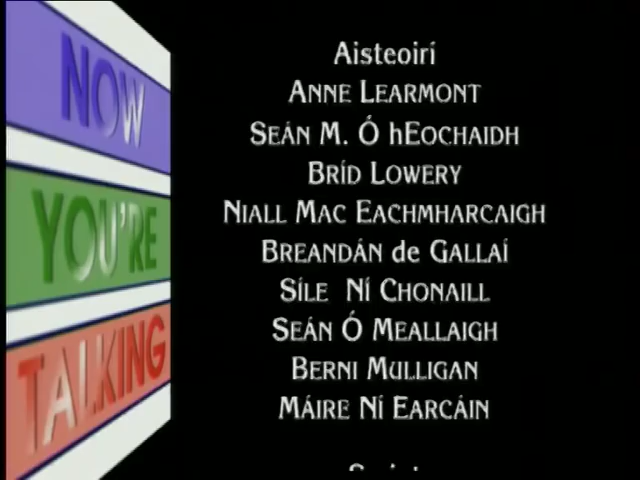 NOW
YOU'RE
TALKING
Aisteoirí
ANNE LEARMONT
SEÁN M. Ó hEOCHAIDH
BRÍD LOWERY
NIALL MAC EACHMHARCAIGH
BREANDÁN de GALLAÍ
SÍLE NÍ CHONAILL
SEÁN Ó MEALLAIGH
BERNI MULLIGAN
MÁIRE NÍ EARCÁIN